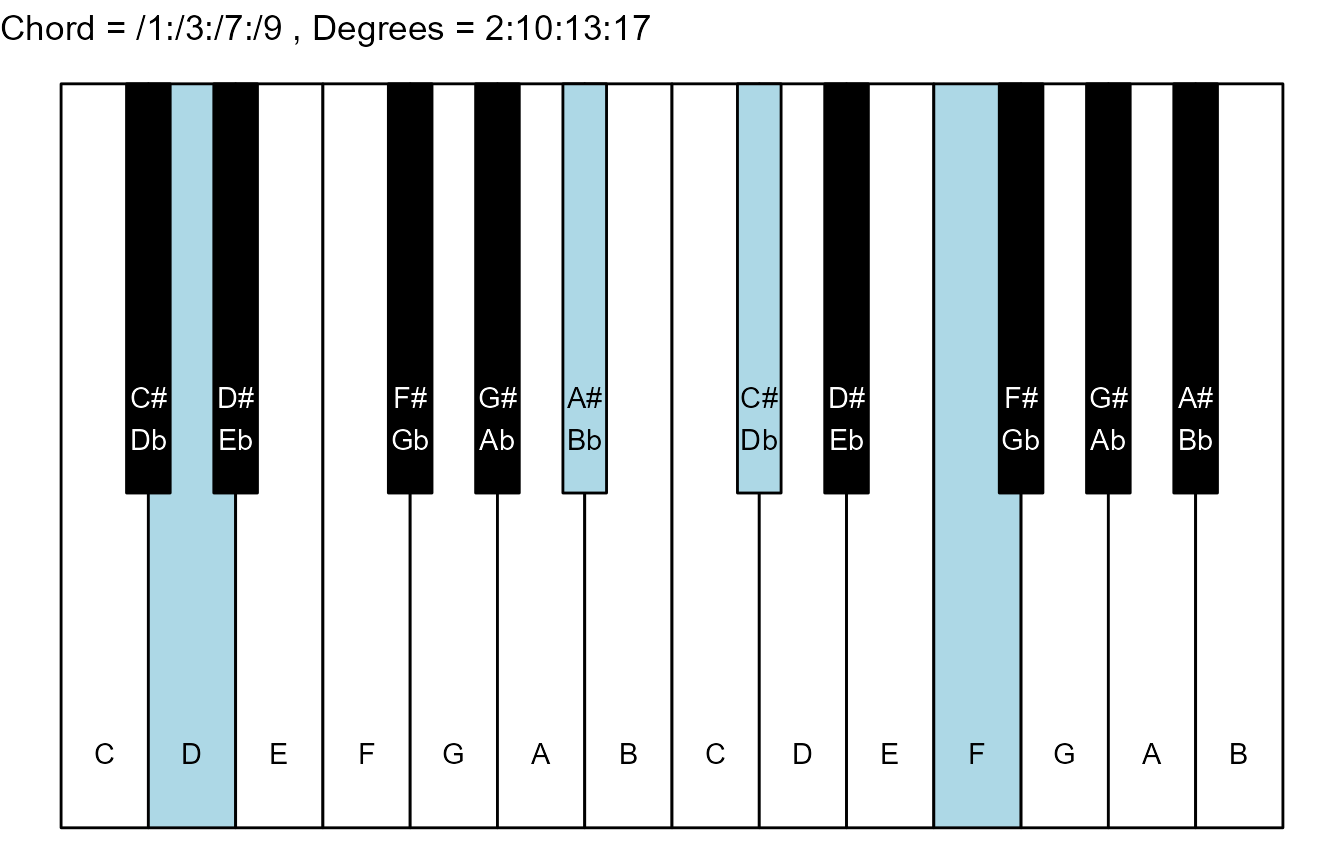 Chord = /1:/3:/7:/9 , Degrees = 2:10:13:17
C# D# F# G# A# C# D# F# G# A#
Db Eb Gb Ab Bb Db Eb Gb Ab Bb
C D E F G A B C D E F G A B